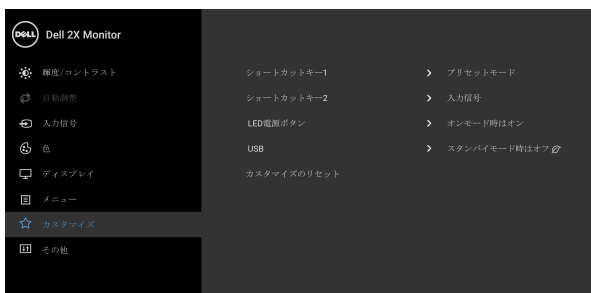 DELL Dell 2X Monitor
輝度/コントラスト
自動調整
入力信号
色
ディスプレイ
メニュー
カスタマイズ
その他
ショートカットキー1 プリセットモード
ショートカットキー2 入力信号
LED電源ボタン オンモード時はオン
USB スタンバイモード時はオフ
カスタマイズのリセット